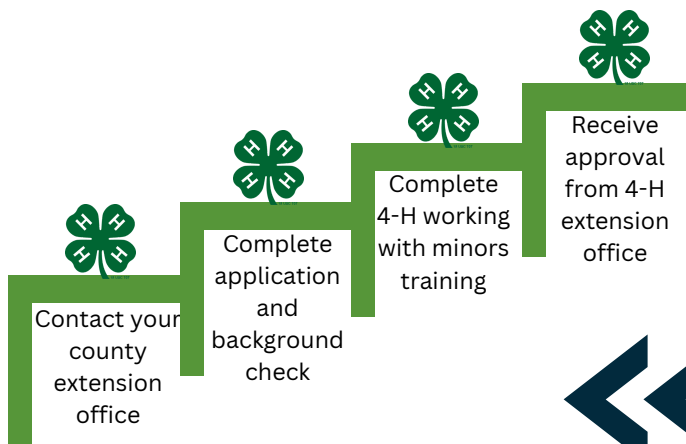 Contact your
county
extension
office
Complete
application
and
background
check
Complete
4-H working
with minors
training
Receive
approval
from 4-H
extension
office
H H
H H
H H
H H
H H
H H
H H
H H